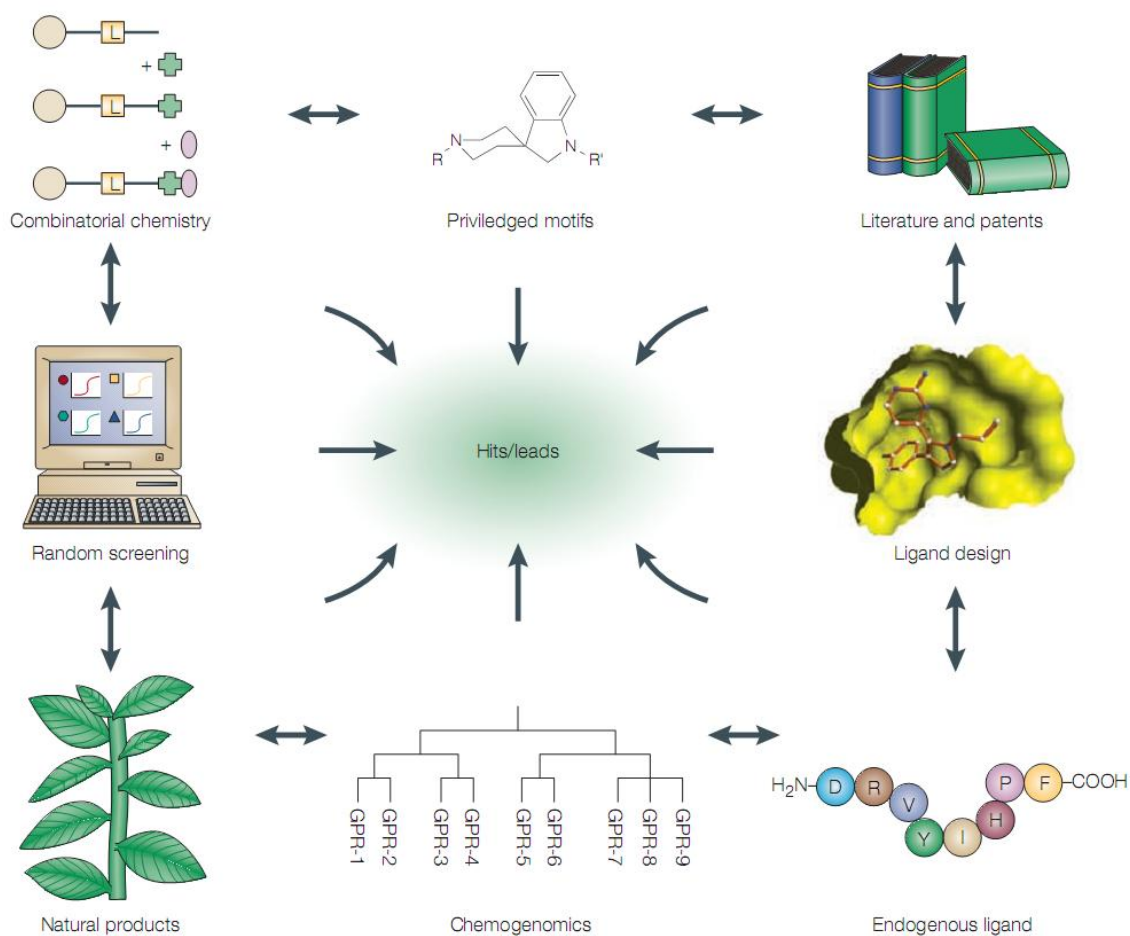 L
+
L
+
L
Combinatorial chemistry
N
R
N
R'
Priviledged motifs
Literature and patents
Random screening
Hits/leads
Ligand design
Natural products
GPR-1
GPR-2
GPR-3
GPR-4
GPR-5
GPR-6
GPR-7
GPR-8
GPR-9
Chemogenomics
H₂N D R V Y I H P F COOH
Endogenous ligand